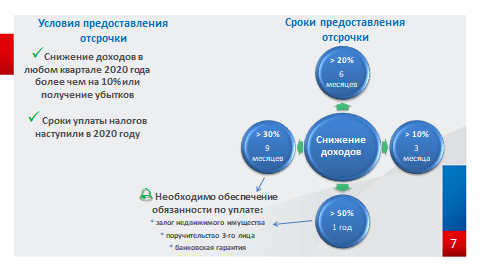 Условия предоставления
отсрочки
Снижение доходов в
любом квартале 2020 года
более чем на 10% или
получение убытков
Сроки уплаты налогов
наступили в 2020 году
Сроки предоставления
отсрочки
> 20%
6
месяцев
> 30%
9
месяцев
Снижение
доходов
> 10%
3
месяца
> 50%
1 год
Необходимо обеспечение
обязанности по уплате:
* залог недвижимого имущества
* поручительство 3-го лица
* банковская гарантия
7